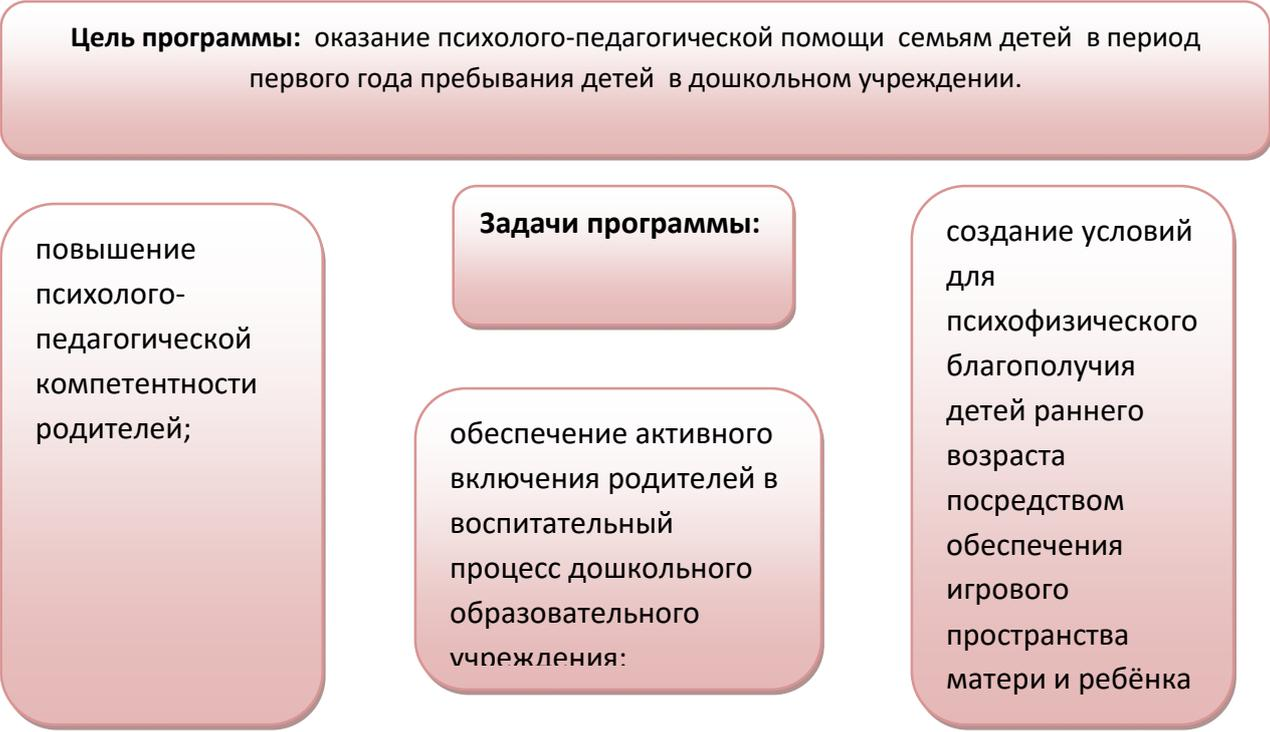 Цель программы: оказание психолого-педагогической помощи семьям детей в период
первого года пребывания детей в дошкольном учреждении.
Задачи программы:
повышение
психолого-
педагогической
компетентности
родителей;
обеспечение активного
включения родителей в
воспитательный
процесс дошкольного
образовательного
учреждения;
создание условий
для
психофизического
благополучия
детей раннего
возраста
посредством
обеспечения
игрового
пространства
матери и ребёнка